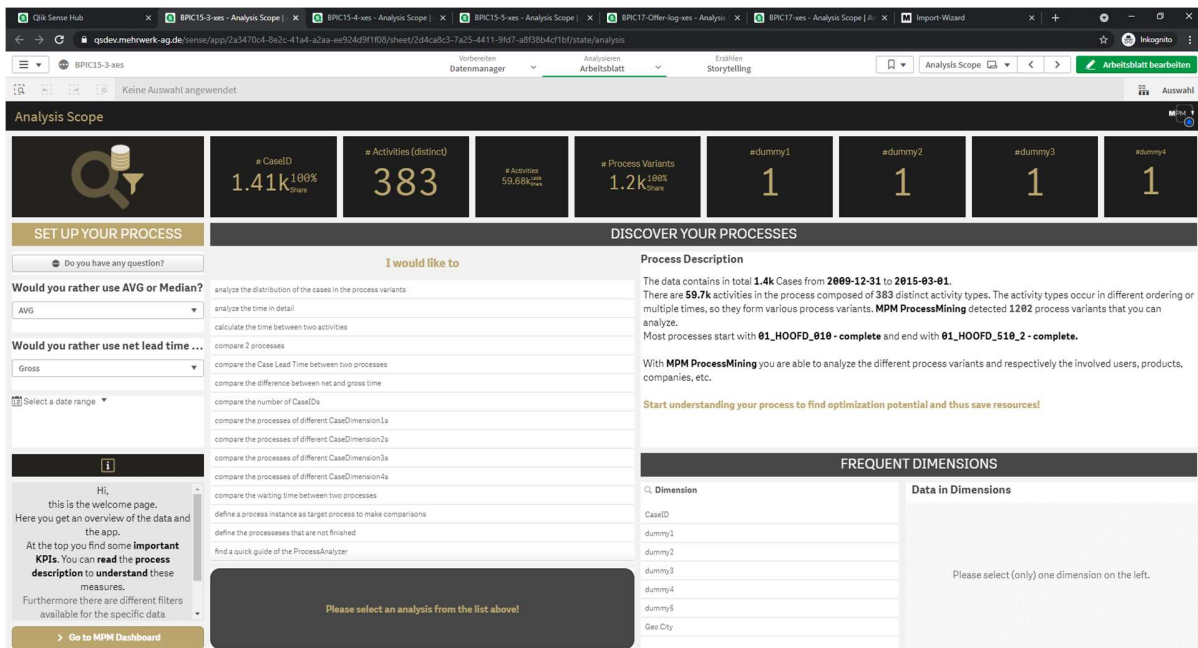 Qlik Sense Hub
BPIC15-3-xes - Analysis Scope |
BPIC15-4-xes - Analysis Scope |
BPIC15-5-xes - Analysis Scope |
BPIC17-Offer-log-xes - Analysis
BPIC17-xes - Analysis Scope |
Import-Wizard
qsdev.mehrwerk-ag.de/sense/app/2a3470c4-8e2c-41a4-a2aa-ee924d9f1f08/sheet/2d4ca8c3-7a25-4411-9fd7-a8f38b4cf1bf/state/analysis
Inkognito
BPIC15-3-xes
Vorbereiten
Datenmanager
Analysieren
Arbeitsblatt
Erzählen
Storytelling
Analysis Scope
Arbeitsblatt bearbeiten
Keine Auswahl angewendet
Auswahl
Analysis Scope
MPM
# CaseID
1.41k 100%
Share
# Activities (distinct)
383
# Activities
59.68k 100%
Share
# Process Variants
1.2k 100%
Share
#dummy1
1
#dummy2
1
#dummy3
1
#dummy4
1
SET UP YOUR PROCESS
DISCOVER YOUR PROCESSES
Do you have any question?
Would you rather use AVG or Median?
AVG
Would you rather use net lead time ...
Gross
Select a date range
i
Hi,
this is the welcome page.
Here you get an overview of the data and
the app.
At the top you find some important
KPIs. You can read the process
description to understand these
measures.
Furthermore there are different filters
available for the specific data
> Go to MPM Dashboard
I would like to
analyze the distribution of the cases in the process variants
analyze the time in detail
calculate the time between two activities
compare 2 processes
compare the Case Lead Time between two processes
compare the difference between net and gross time
compare the number of CaseIDs
compare the processes of different CaseDimension1s
compare the processes of different CaseDimension2s
compare the processes of different CaseDimension3s
compare the processes of different CaseDimension4s
compare the waiting time between two processes
define a process instance as target process to make comparisons
define the processeses that are not finished
find a quick guide of the ProcessAnalyzer
Please select an analysis from the list above!
Process Description
The data contains in total 1.4k Cases from 2009-12-31 to 2015-03-01.
There are 59.7k activities in the process composed of 383 distinct activity types. The activity types occur in different ordering or
multiple times, so they form various process variants. MPM ProcessMining detected 1202 process variants that you can
analyze.
Most processes start with 01_HOOFD_010 - complete and end with 01_HOOFD_510_2 - complete.
With MPM ProcessMining you are able to analyze the different process variants and respectively the involved users, products,
companies, etc.
Start understanding your process to find optimization potential and thus save resources!
FREQUENT DIMENSIONS
Dimension
CaseID
dummy1
dummy2
dummy3
dummy4
dummy5
Geo City
Data in Dimensions
Please select (only) one dimension on the left.